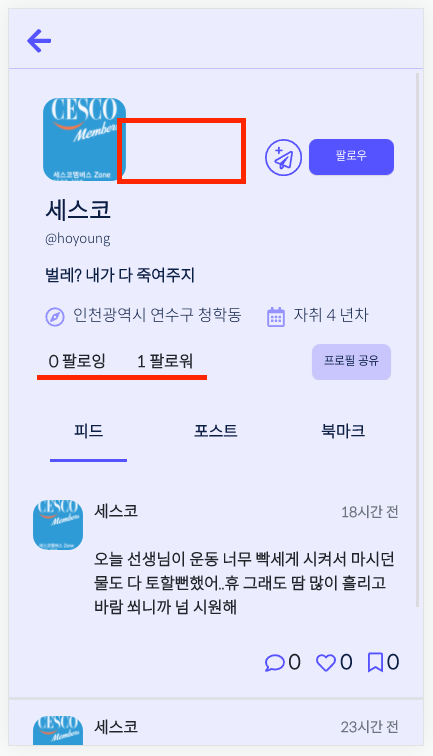 CESCO
Members
세스코멤버스 Zone
팔로우
세스코
@hoyoung
벌레? 내가 다 죽여주지
인천광역시 연수구 청학동
자취 4 년차
0 팔로잉
1 팔로워
프로필 공유
피드
포스트
북마크
CESCO
Members
세스코멤버스 Zone
세스코
18시간 전
오늘 선생님이 운동 너무 빡세게 시켜서 마시던
물도 다 토할뻔했어..휴 그래도 땀 많이 흘리고
바람 쐬니까 넘 시원해
0
0
0
CESCO
Members
세스코
23시간 전